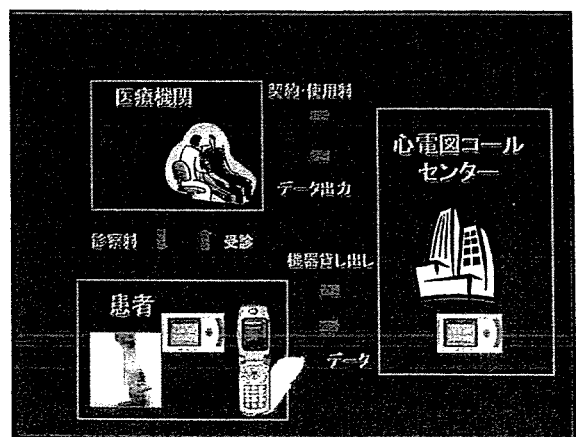 医療機関
契約・使用料
心電図コール
センター
データ出力
診察料
受診
機器貸し出し
患者
データ